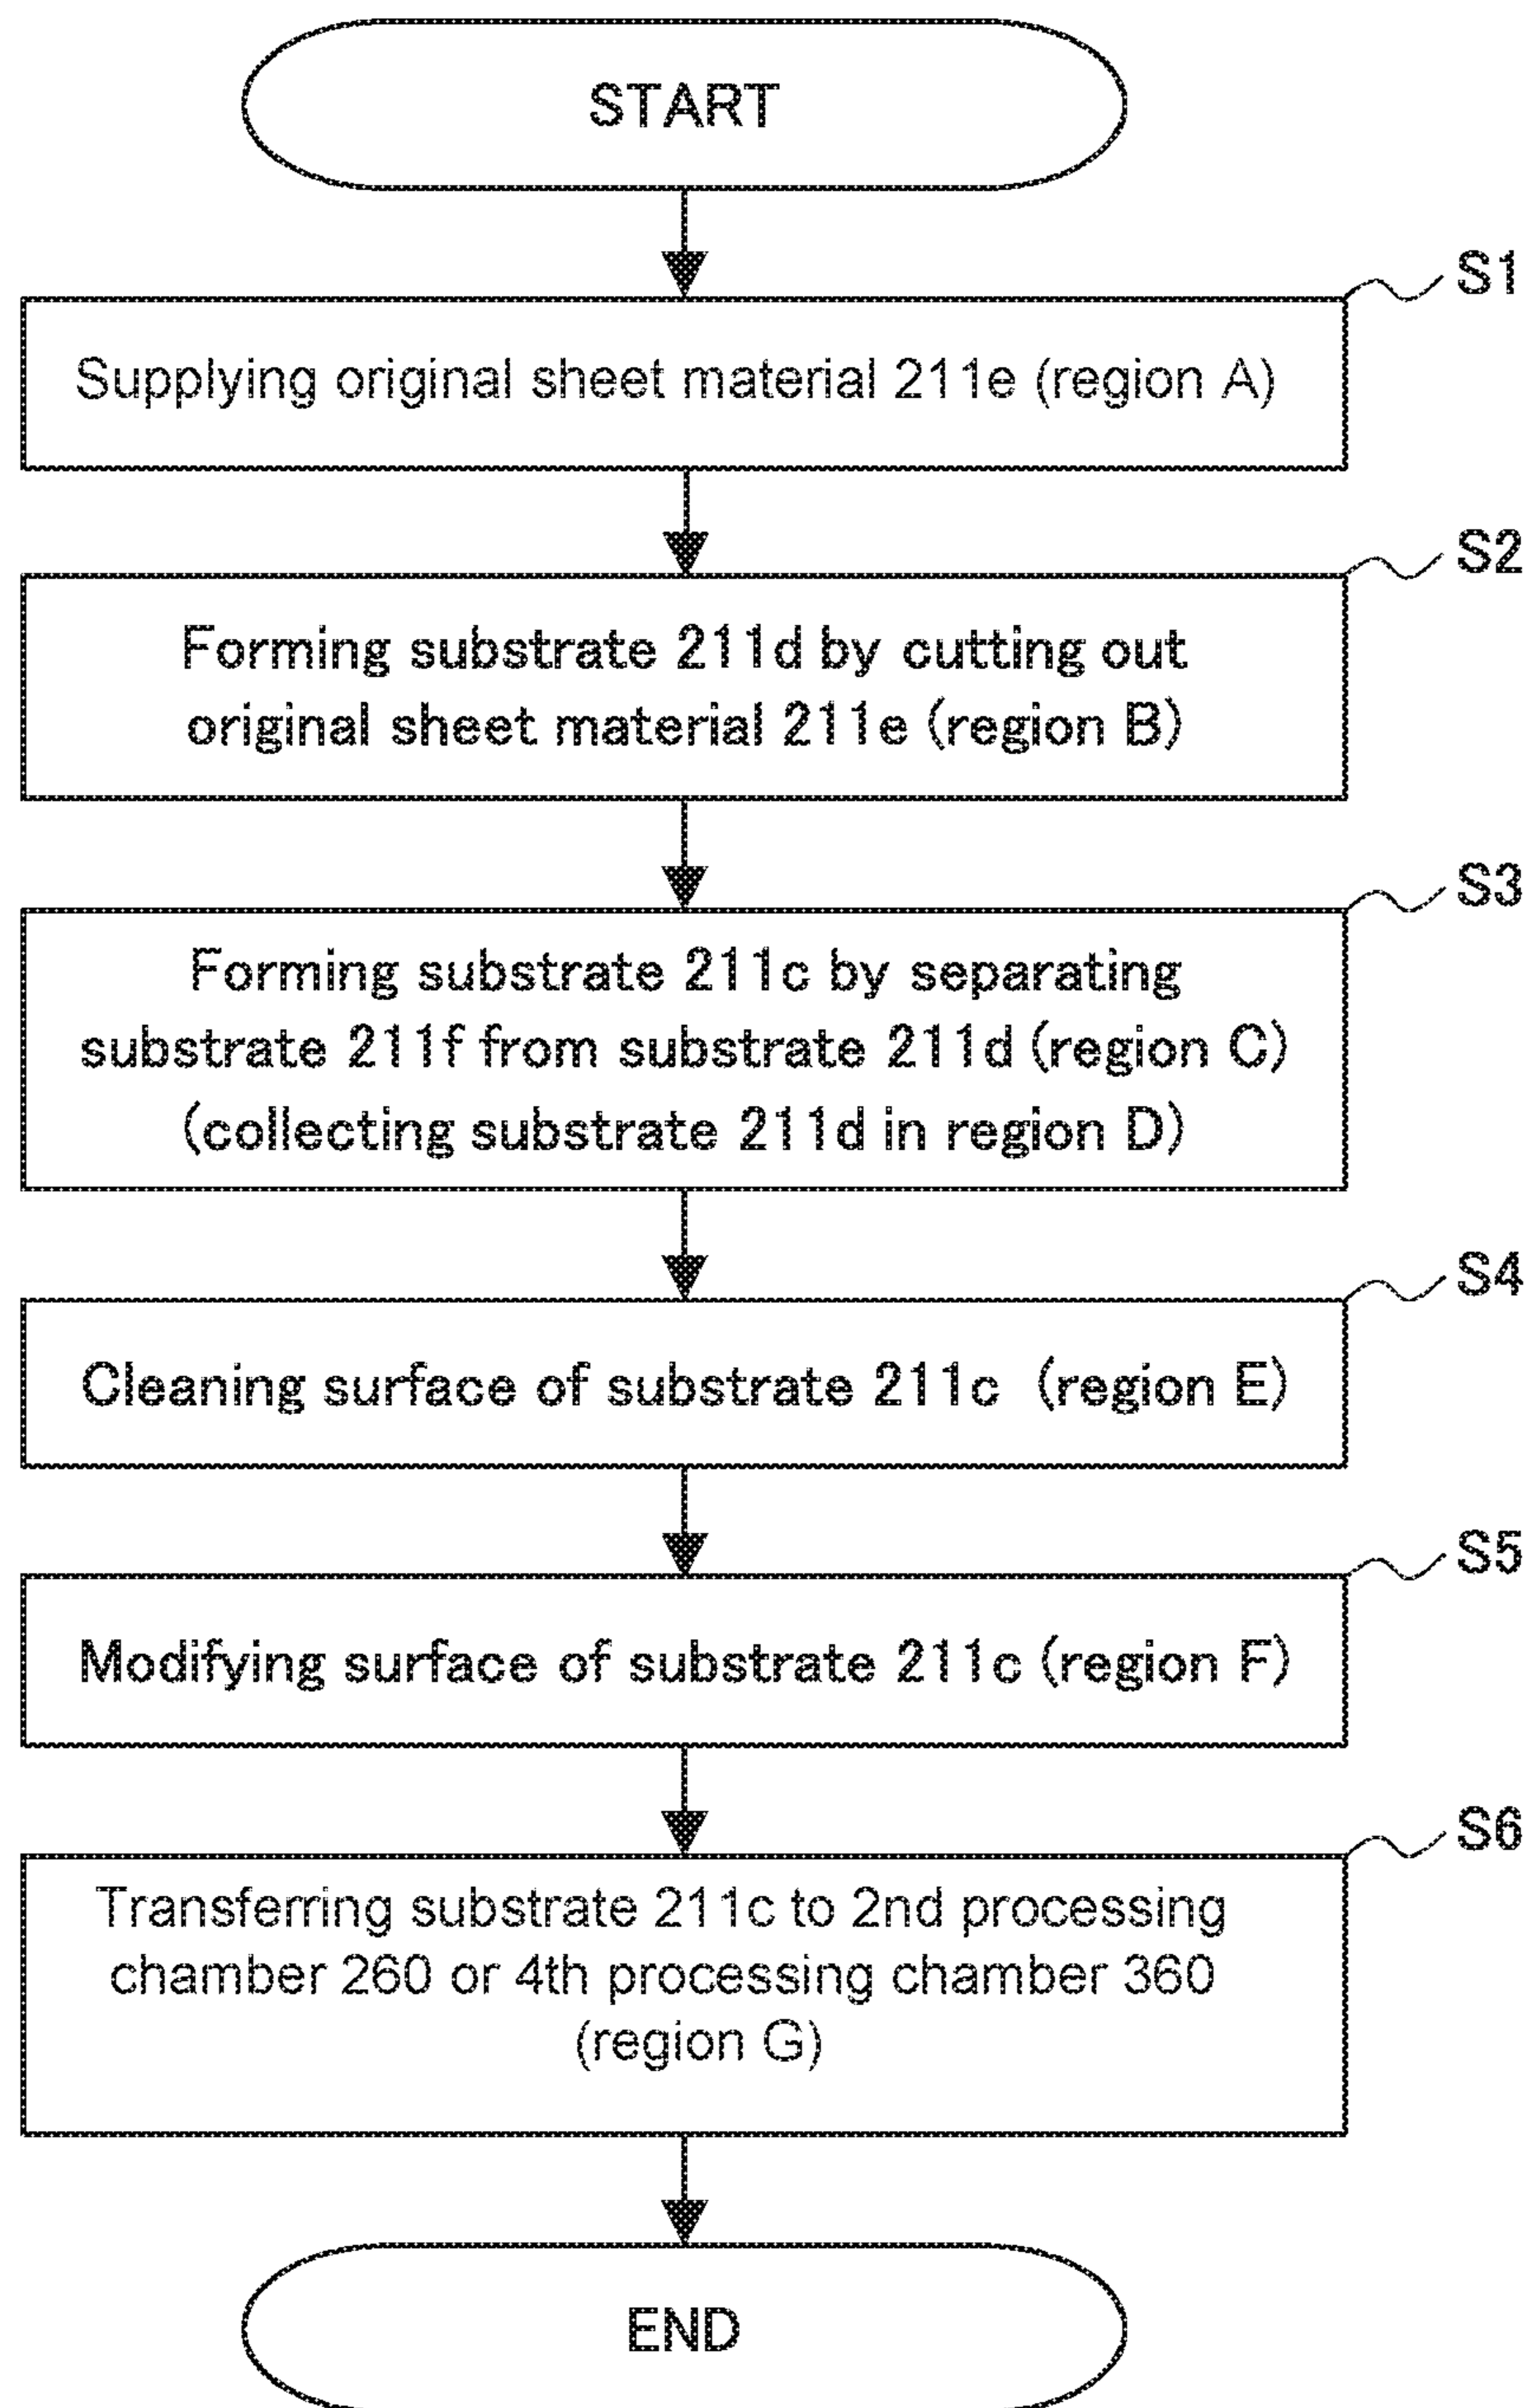 START
S1
Supplying original sheet material 211e (region A)
S2
Forming substrate 211d by cutting out
original sheet material 211e (region B)
S3
Forming substrate 211c by separating
substrate 211f from substrate 211d (region C)
(collecting substrate 211d in region D)
S4
Cleaning surface of substrate 211c (region E)
S5
Modifying surface of substrate 211c (region F)
S6
Transferring substrate 211c to 2nd processing
chamber 260 or 4th processing chamber 360
(region G)
END